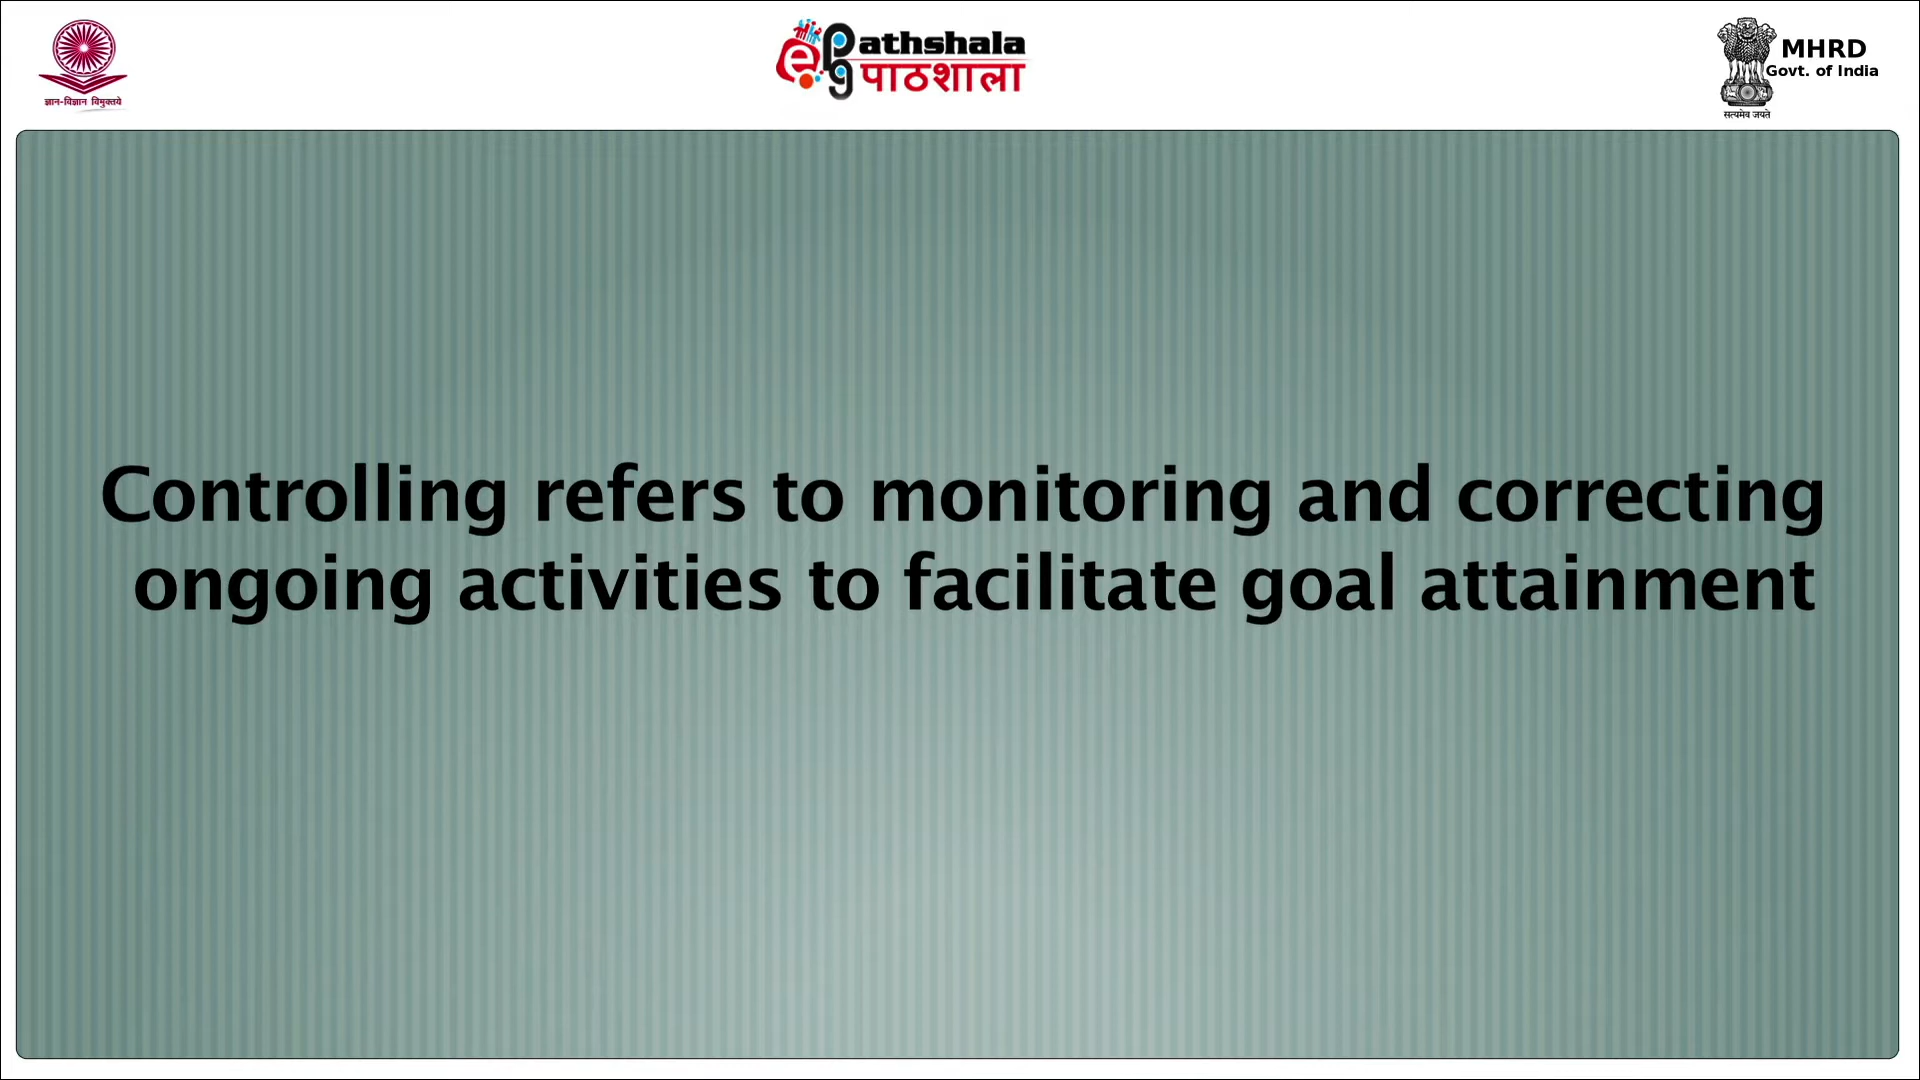 ज्ञान-विज्ञान विमुक्तये
ePG athshala
पाठशाला
MHRD
Govt. of India
सत्यमेव जयते
Controlling refers to monitoring and correcting
ongoing activities to facilitate goal attainment